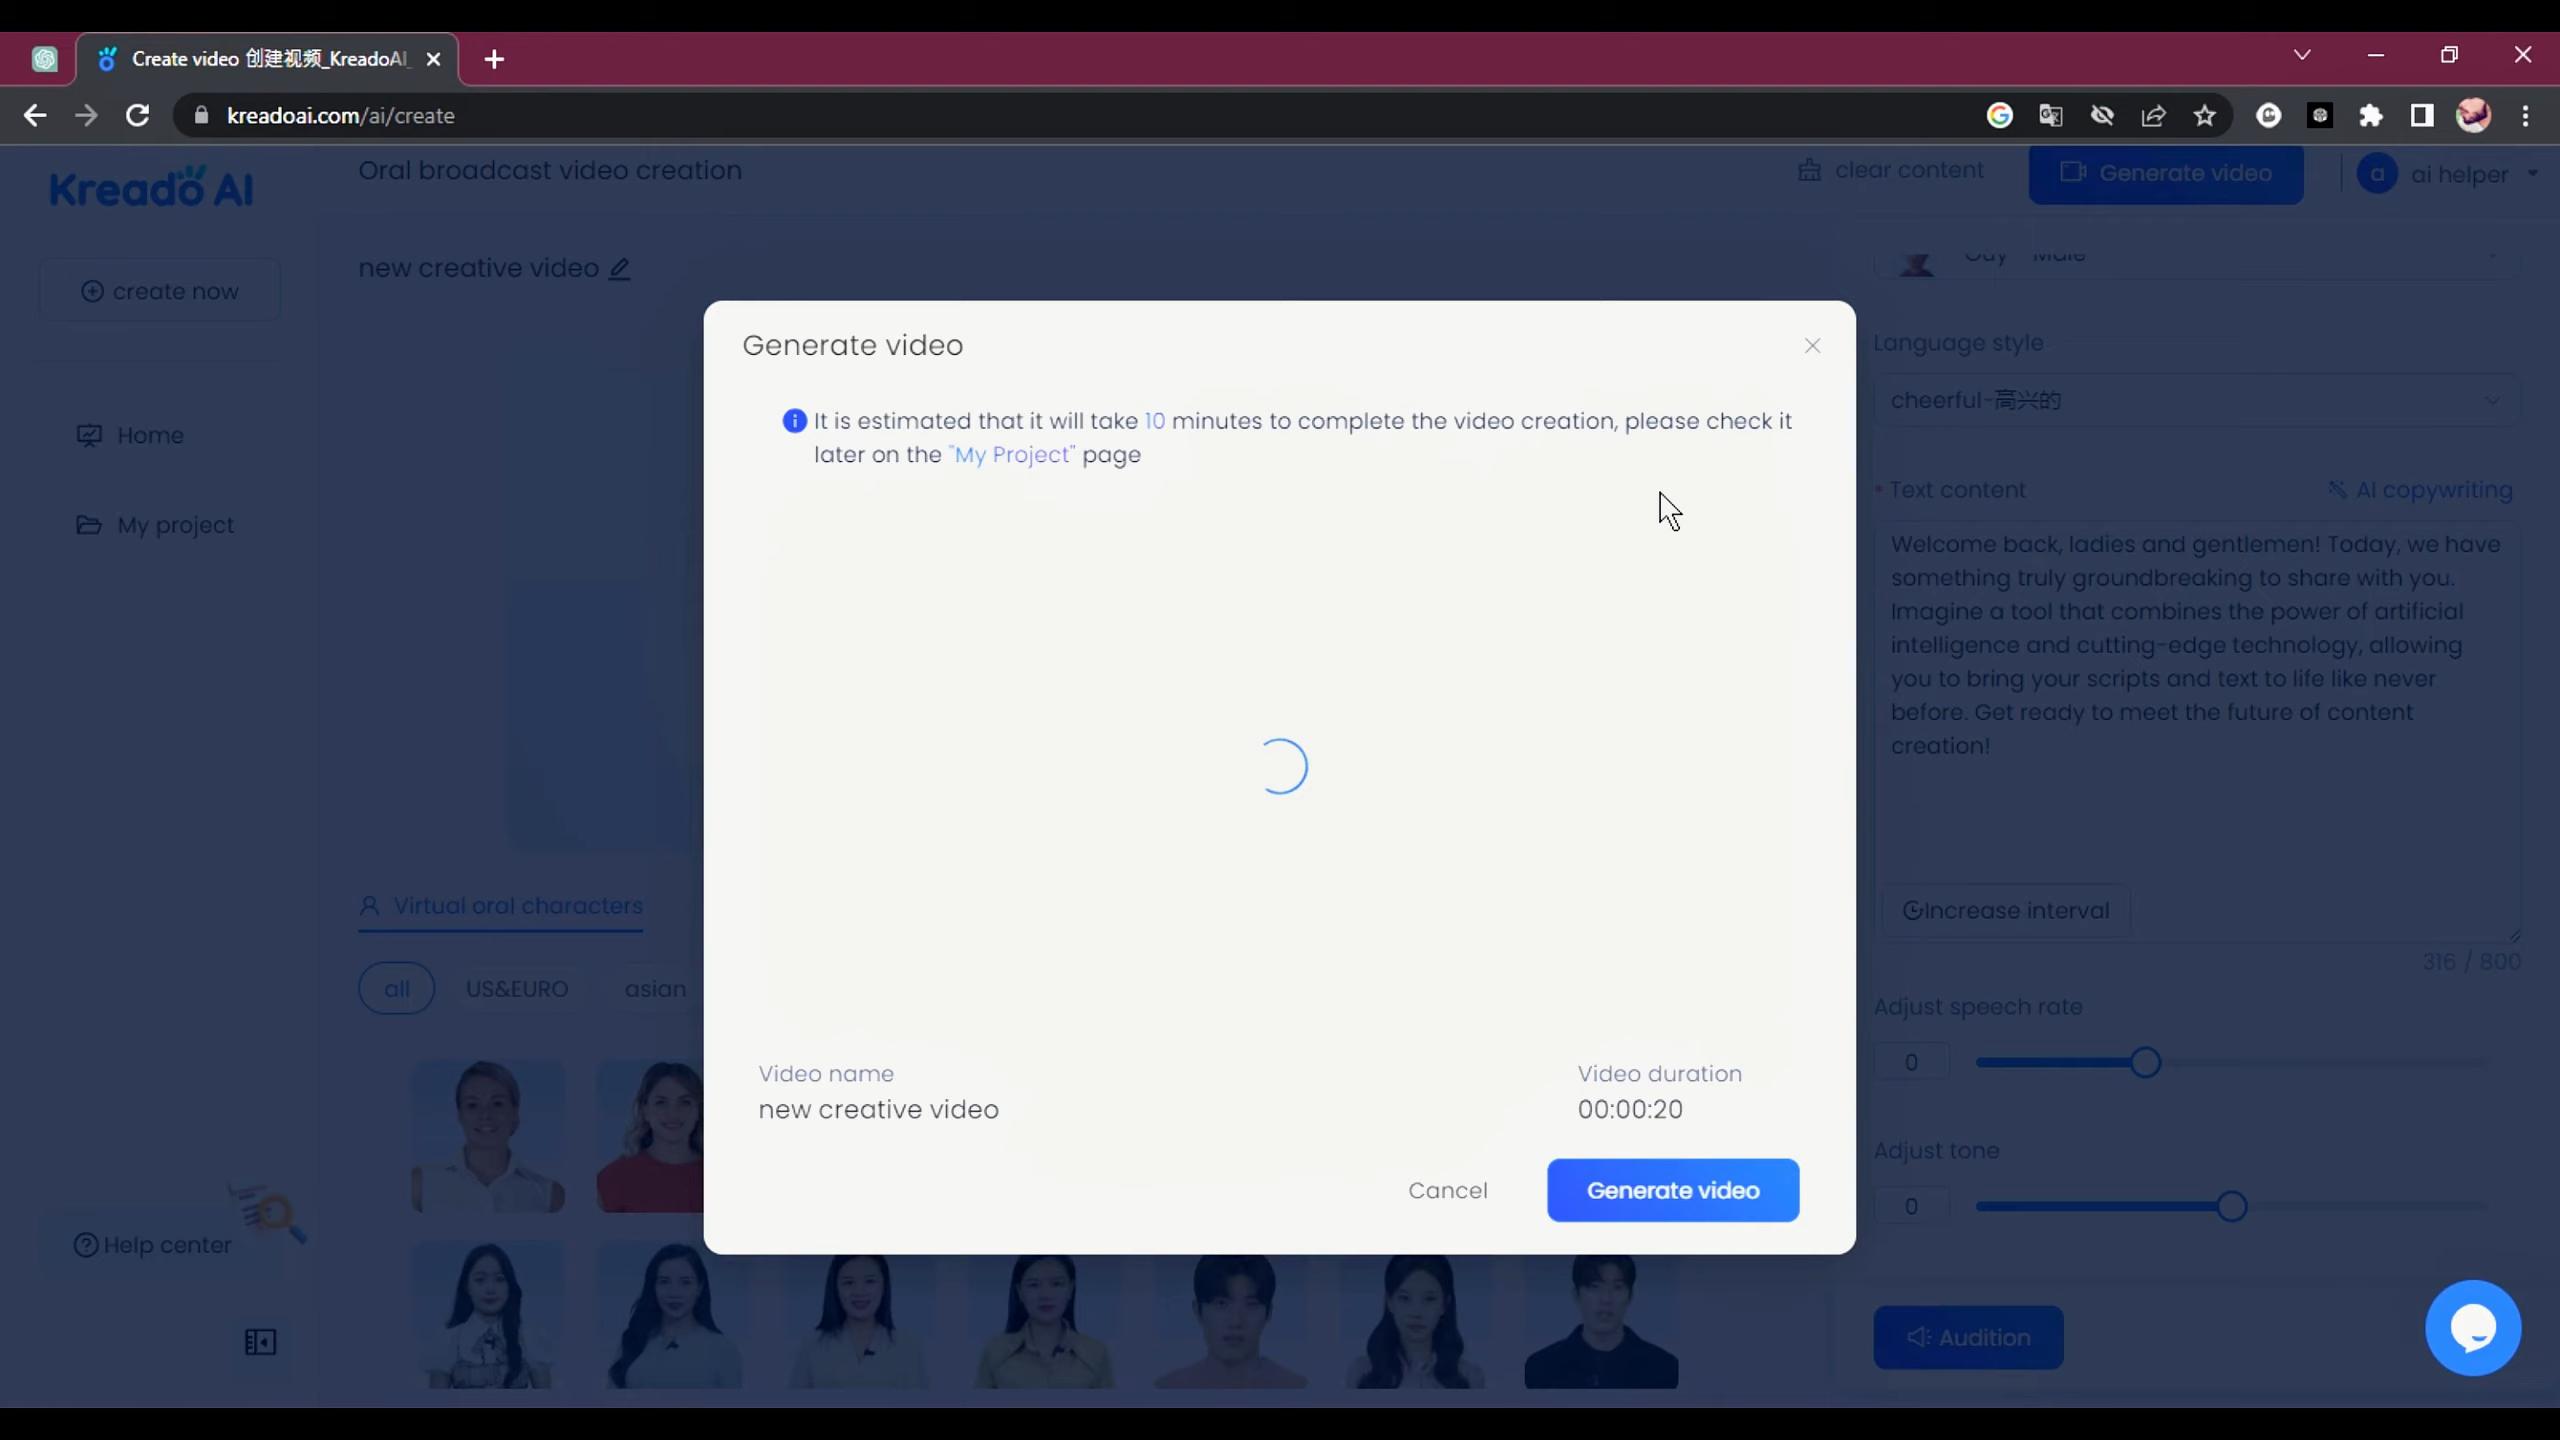 Create video 创建视频_KreadoAI_
kreadoai.com/ai/create
Kreado AI
Oral broadcast video creation
clear content
Generate video
a
ai helper
create now
Home
My project
Help center
new creative video
Generate video
It is estimated that it will take 10 minutes to complete the video creation, please check it
later on the "My Project" page
Video name
new creative video
Video duration
00:00:20
Cancel
Generate video
Virtual oral characters
all
US&EURO
asian
Guy Male
Language style
cheerful-高兴的
* Text content
AI copywriting
Welcome back, ladies and gentlemen! Today, we have
something truly groundbreaking to share with you.
Imagine a tool that combines the power of artificial
intelligence and cutting-edge technology, allowing
you to bring your scripts and text to life like never
before. Get ready to meet the future of content
creation!
Increase interval
316 / 800
Adjust speech rate
0
Adjust tone
0
Audition